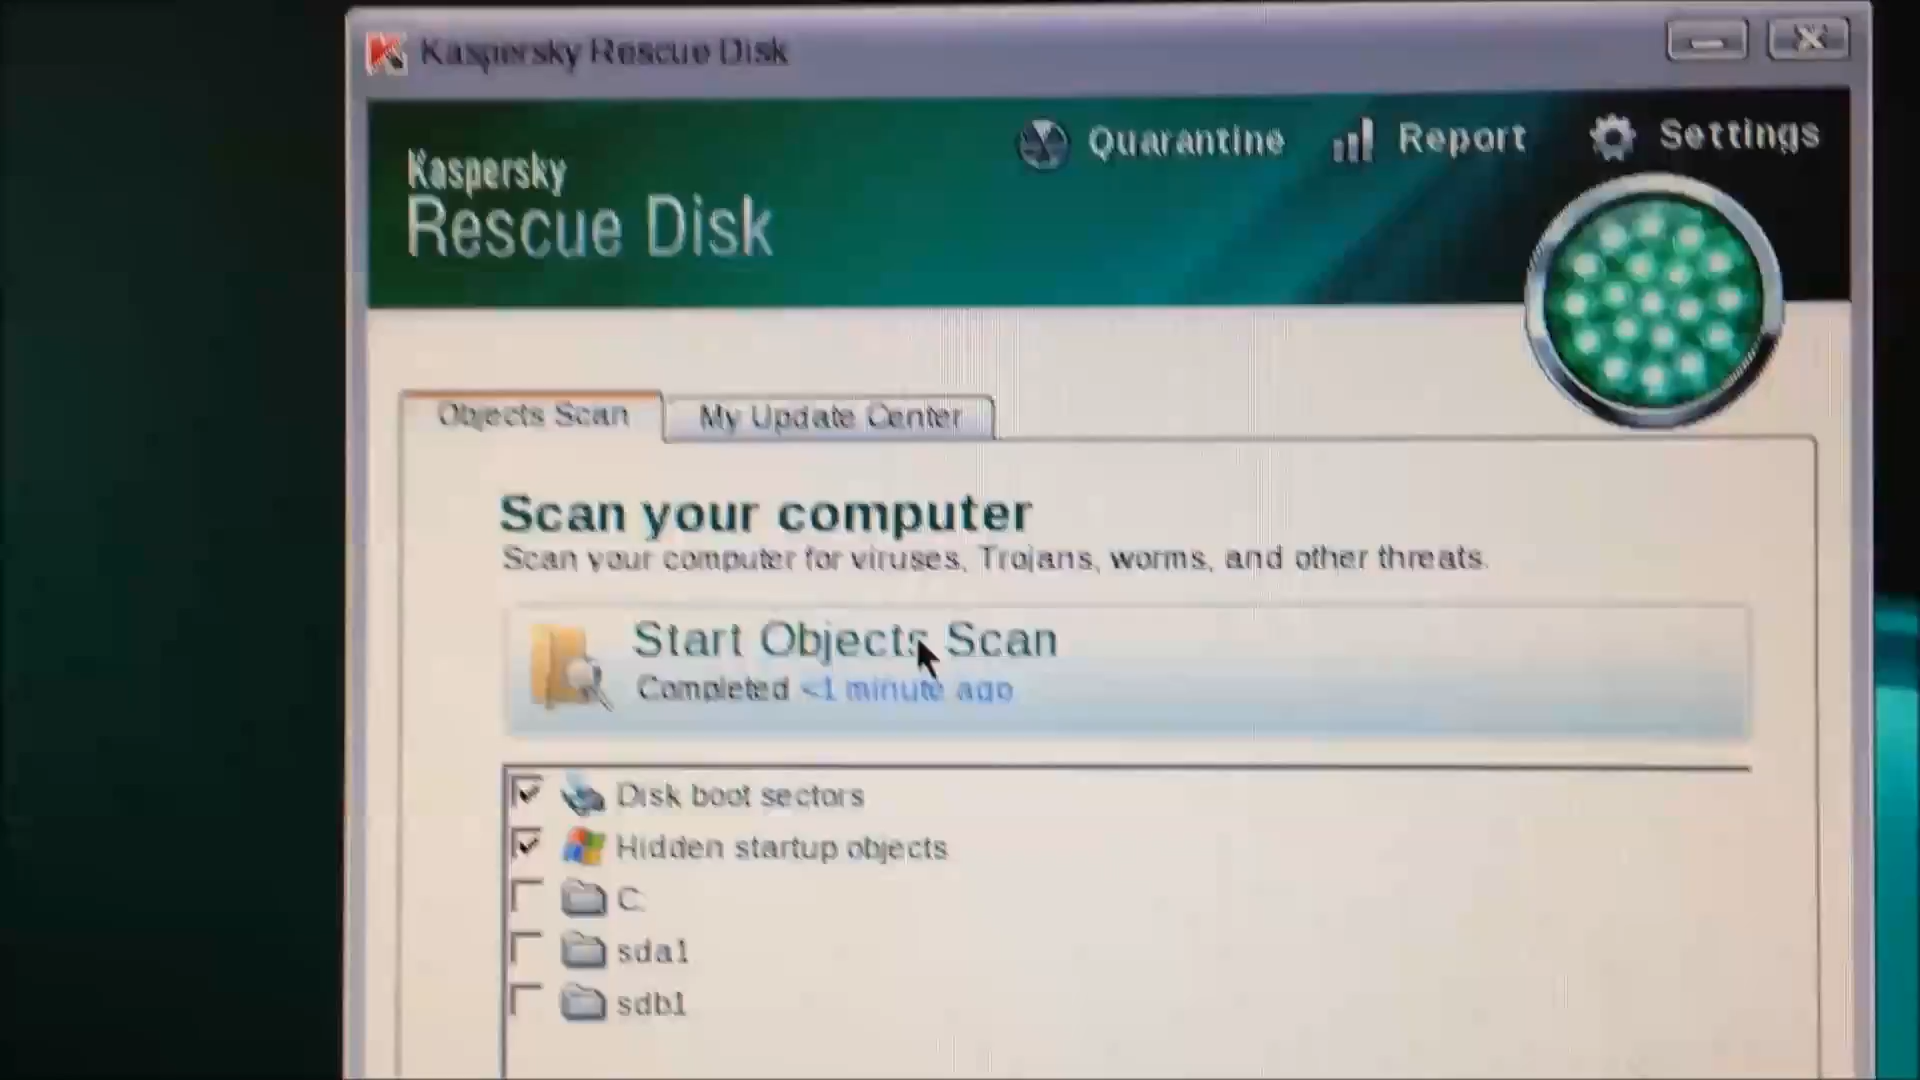 Kaspersky Rescue Disk
Quarantine Report Settings
Kaspersky
Rescue Disk
Objects Scan My Update Center
Scan your computer
Scan your computer for viruses, Trojans, worms, and other threats.
Start Objects Scan
Completed <1 minute ago
Disk boot sectors
Hidden startup objects
C:
sda1
sdb1